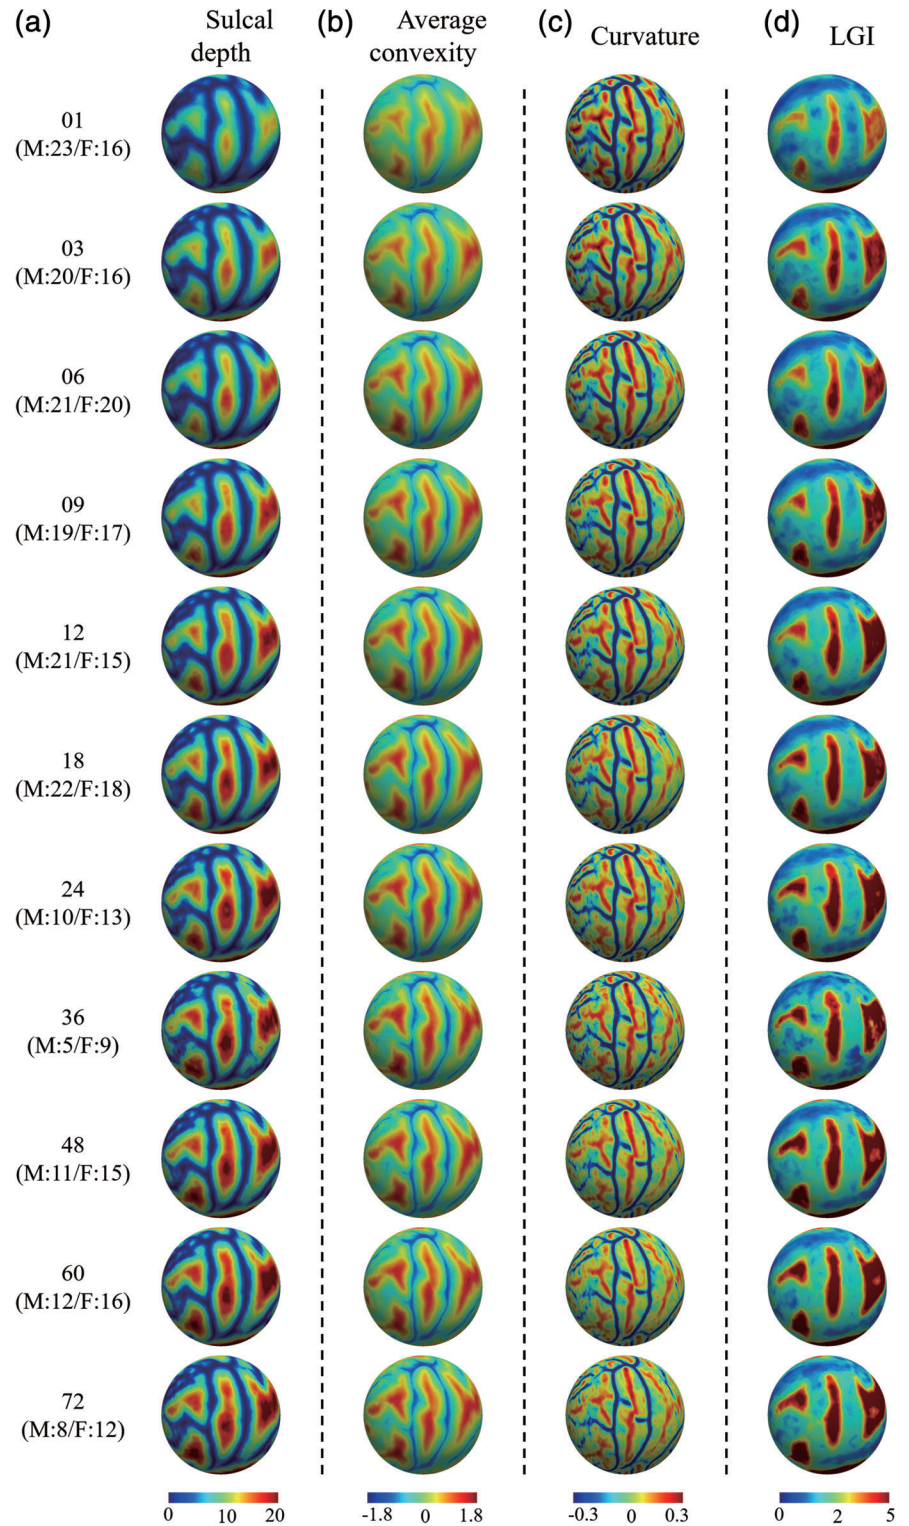 (a) Sulcal (b) Average (c) Curvature (d) LGI
depth convexity
01
(M:23/F:16)
03
(M:20/F:16)
06
(M:21/F:20)
09
(M:19/F:17)
12
(M:21/F:15)
18
(M:22/F:18)
24
(M:10/F:13)
36
(M:5/F:9)
48
(M:11/F:15)
60
(M:12/F:16)
72
(M:8/F:12)
0 10 20 -1.8 0 1.8 -0.3 0 0.3 0 2 5